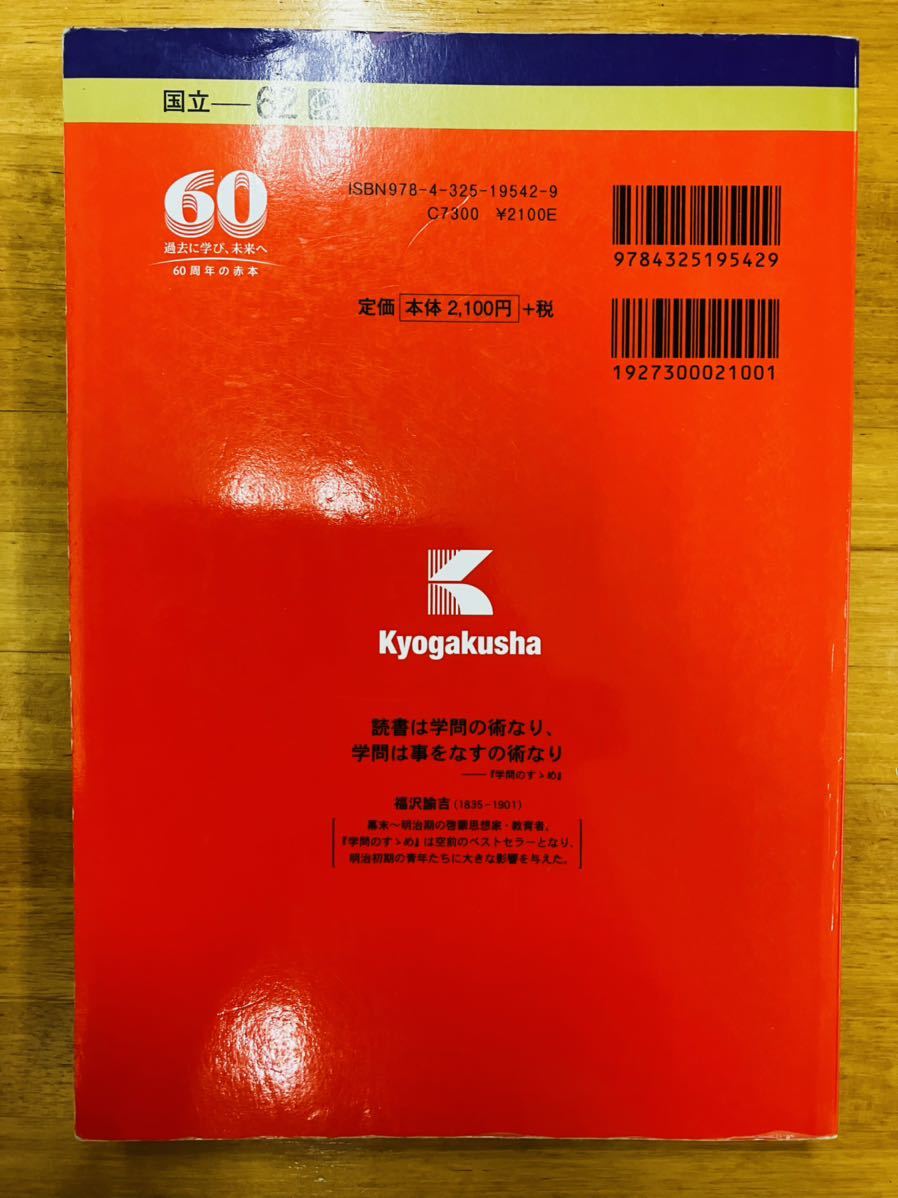 国立――62
60
過去に学び、未来へ
60周年の赤本
ISBN978-4-325-19542-9
C7300 ¥2100E
9784325195429
定価 本体 2,100円 +税
1927300021001
Kyogakusha
読書は学問の術なり、
学問は事をなすの術なり
――『学問のすゝめ』
福沢諭吉(1835-1901)
幕末～明治期の啓蒙思想家・教育者。
『学問のすゝめ』は空前のベストセラーとなり、
明治初期の青年たちに大きな影響を与えた。